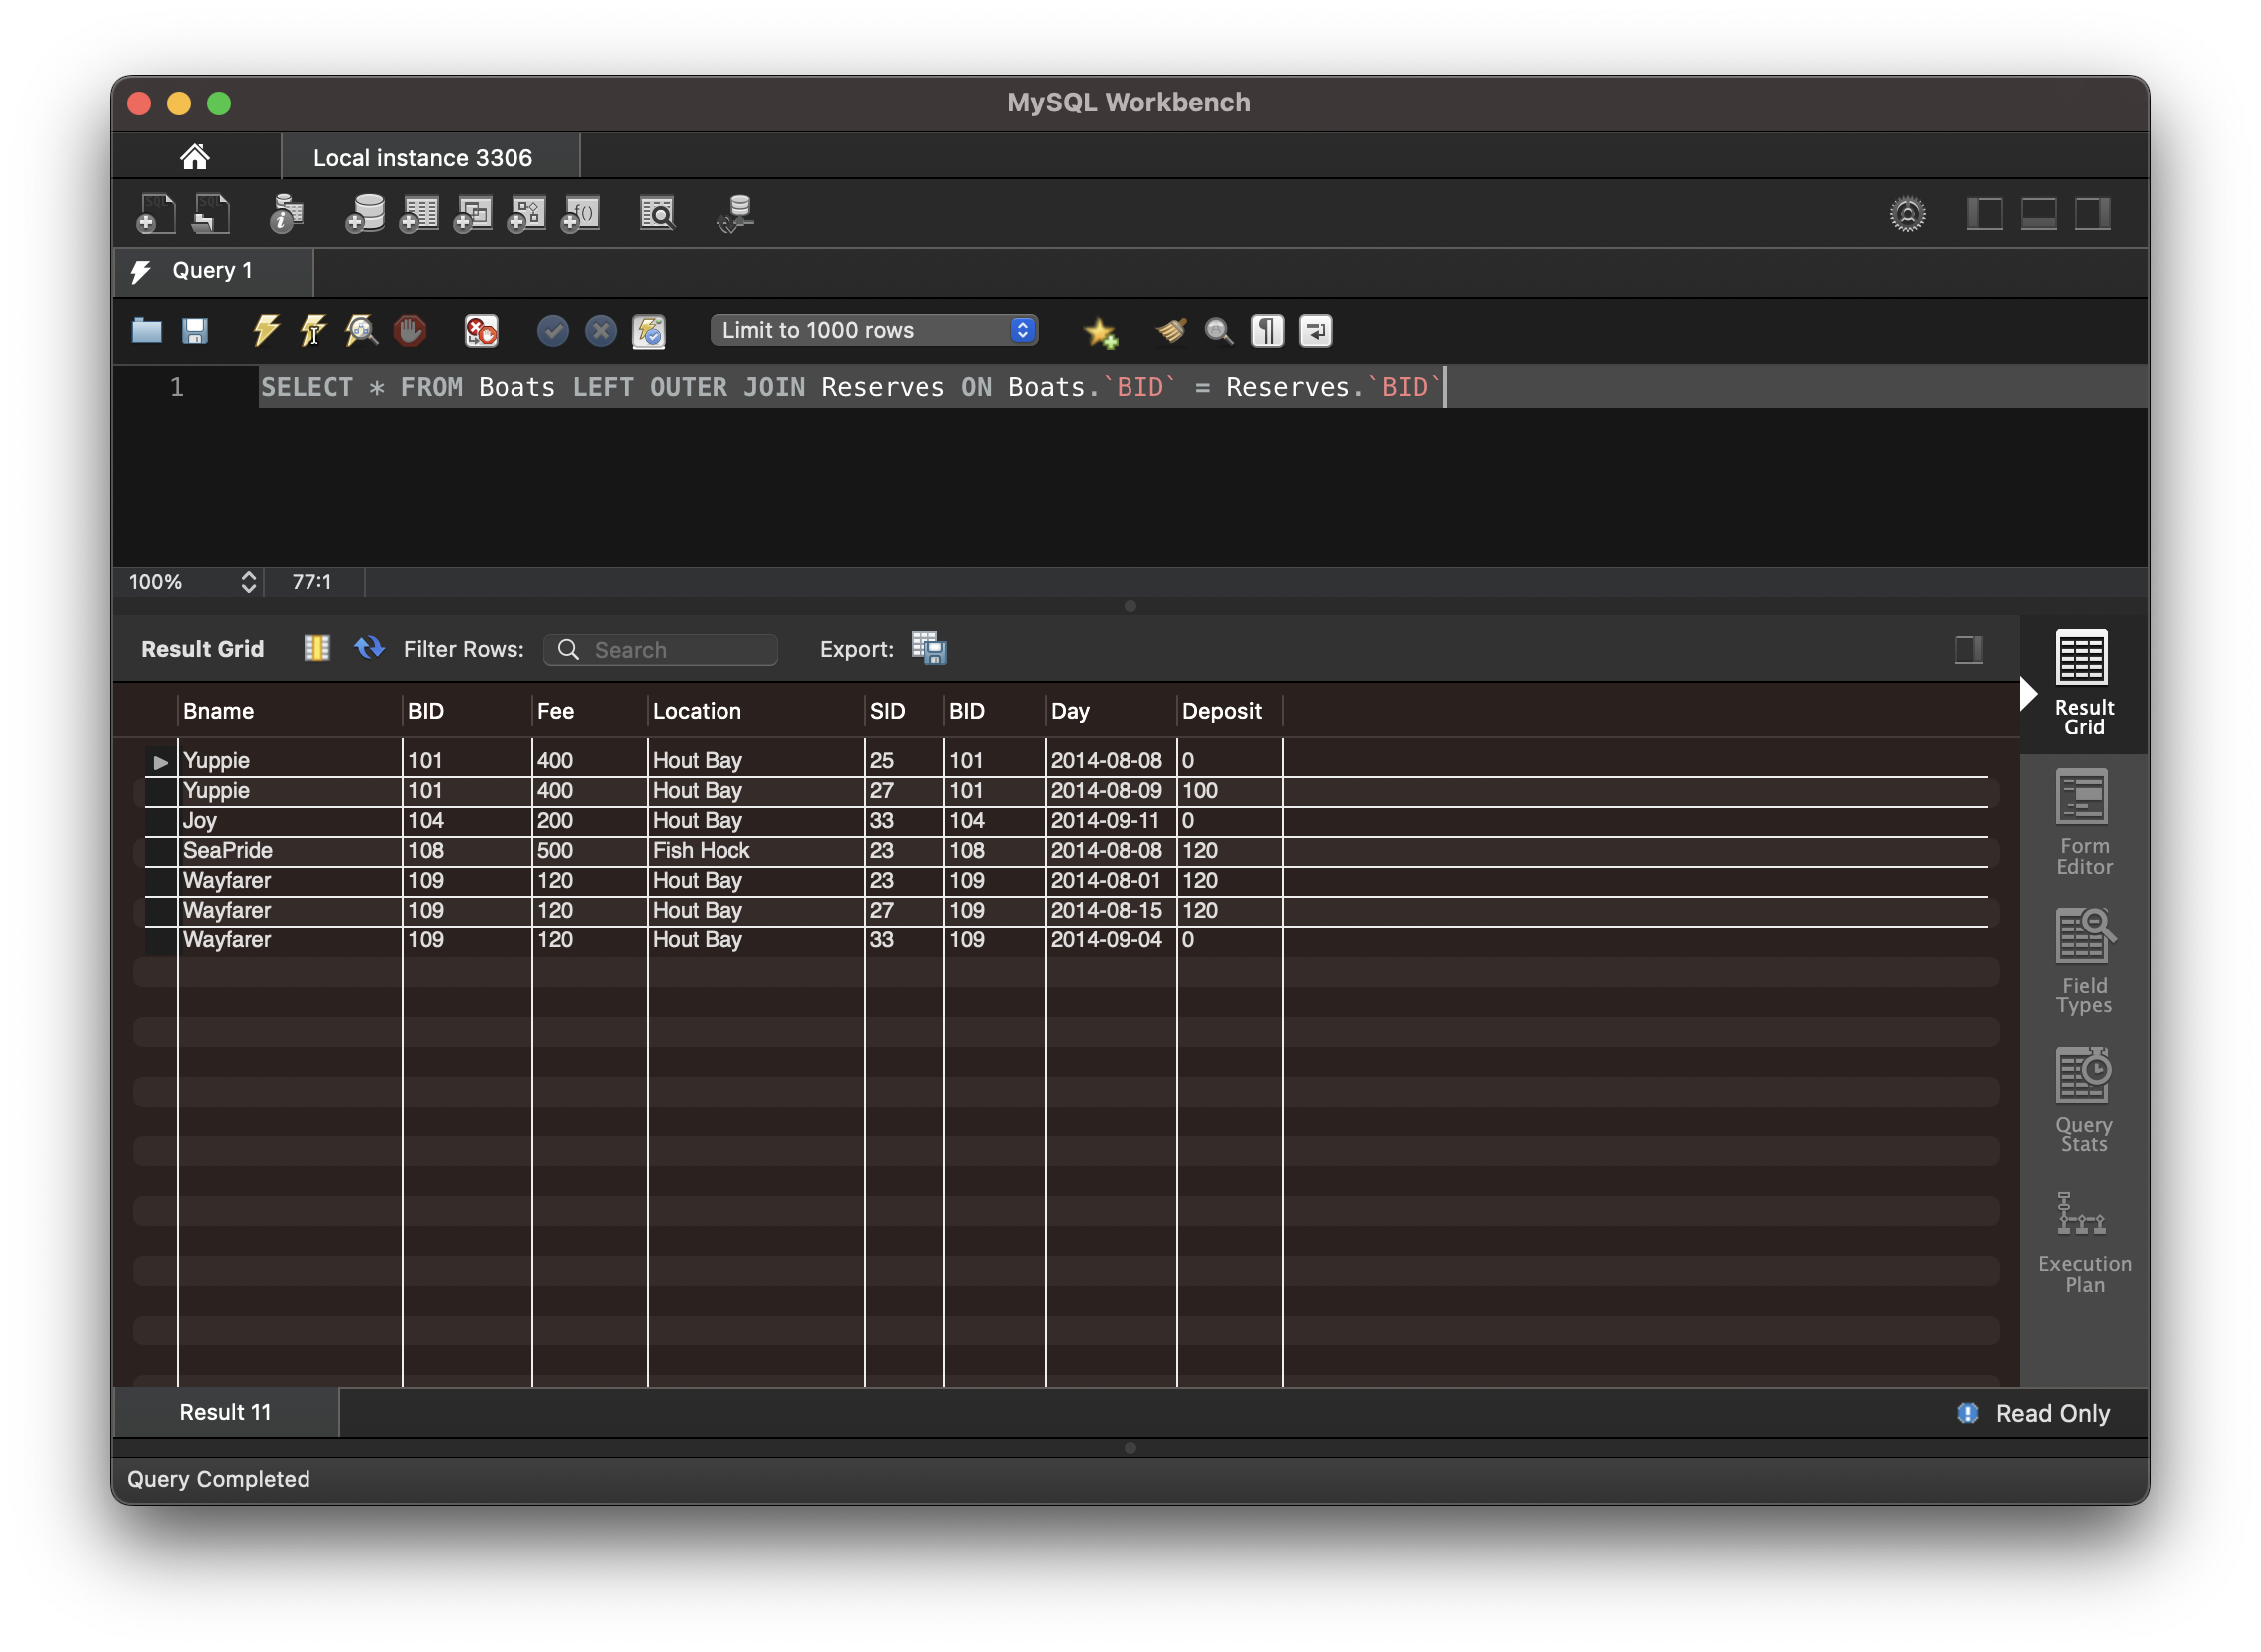 MySQL Workbench
Local instance 3306
Query 1
Limit to 1000 rows
1 SELECT * FROM Boats LEFT OUTER JOIN Reserves ON Boats.`BID` = Reserves.`BID`
100% 77:1
Result Grid Filter Rows: Search Export:
Bname BID Fee Location SID BID Day Deposit
Yuppie 101 400 Hout Bay 25 101 2014-08-08 0
Yuppie 101 400 Hout Bay 27 101 2014-08-09 100
Joy 104 200 Hout Bay 33 104 2014-09-11 0
SeaPride 108 500 Fish Hock 23 108 2014-08-08 120
Wayfarer 109 120 Hout Bay 23 109 2014-08-01 120
Wayfarer 109 120 Hout Bay 27 109 2014-08-15 120
Wayfarer 109 120 Hout Bay 33 109 2014-09-04 0
Result
Grid
Form
Editor
Field
Types
Query
Stats
Execution
Plan
Result 11
Read Only
Query Completed